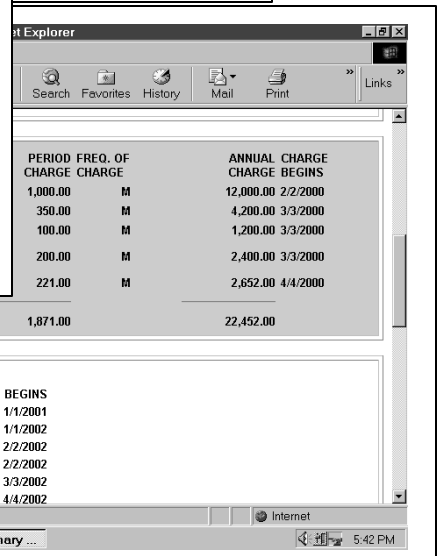 et Explorer
Search Favorites History Mail Print » Links »
PERIOD FREQ. OF ANNUAL CHARGE
CHARGE CHARGE CHARGE BEGINS
1,000.00 M 12,000.00 2/2/2000
350.00 M 4,200.00 3/3/2000
100.00 M 1,200.00 3/3/2000
200.00 M 2,400.00 3/3/2000
221.00 M 2,652.00 4/4/2000
1,871.00 22,452.00
BEGINS
1/1/2001
1/1/2002
2/2/2002
2/2/2002
3/3/2002
4/4/2002
Internet
nary ... 5:42 PM